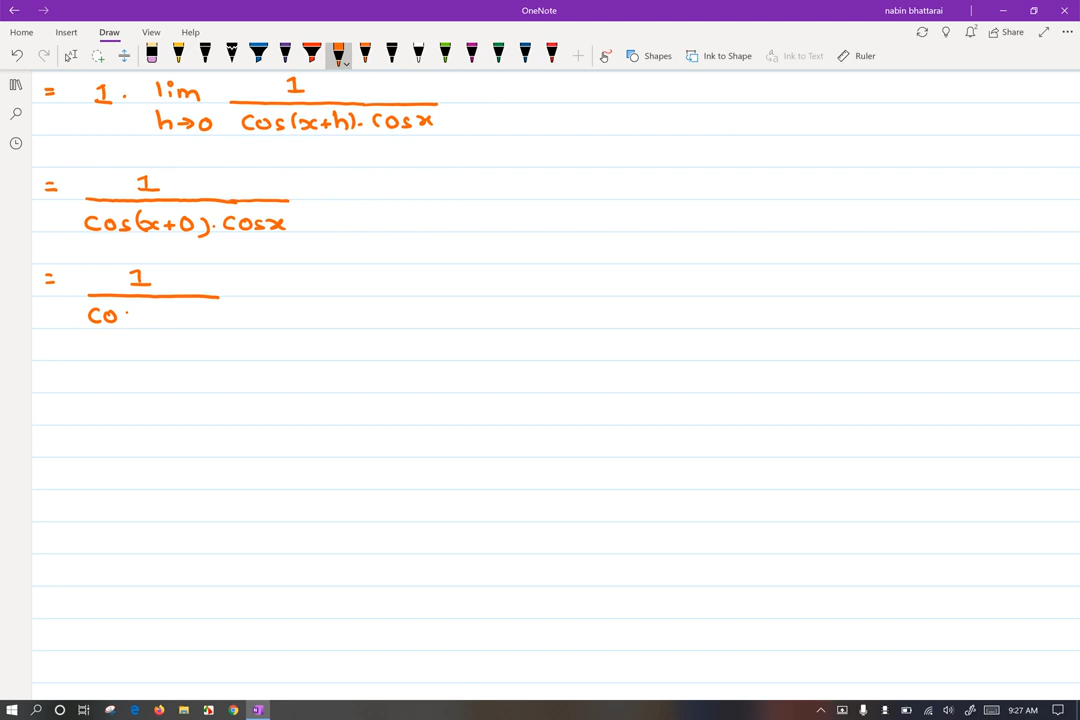 OneNote
nabin bhattarai
Home Insert Draw View Help
Share
Shapes Ink to Shape Ink to Text Ruler
= 1 . lim 1
h→0 cos(x+h). cosx
= 1
cos(x+0). cosx
= 1
co
9:27 AM